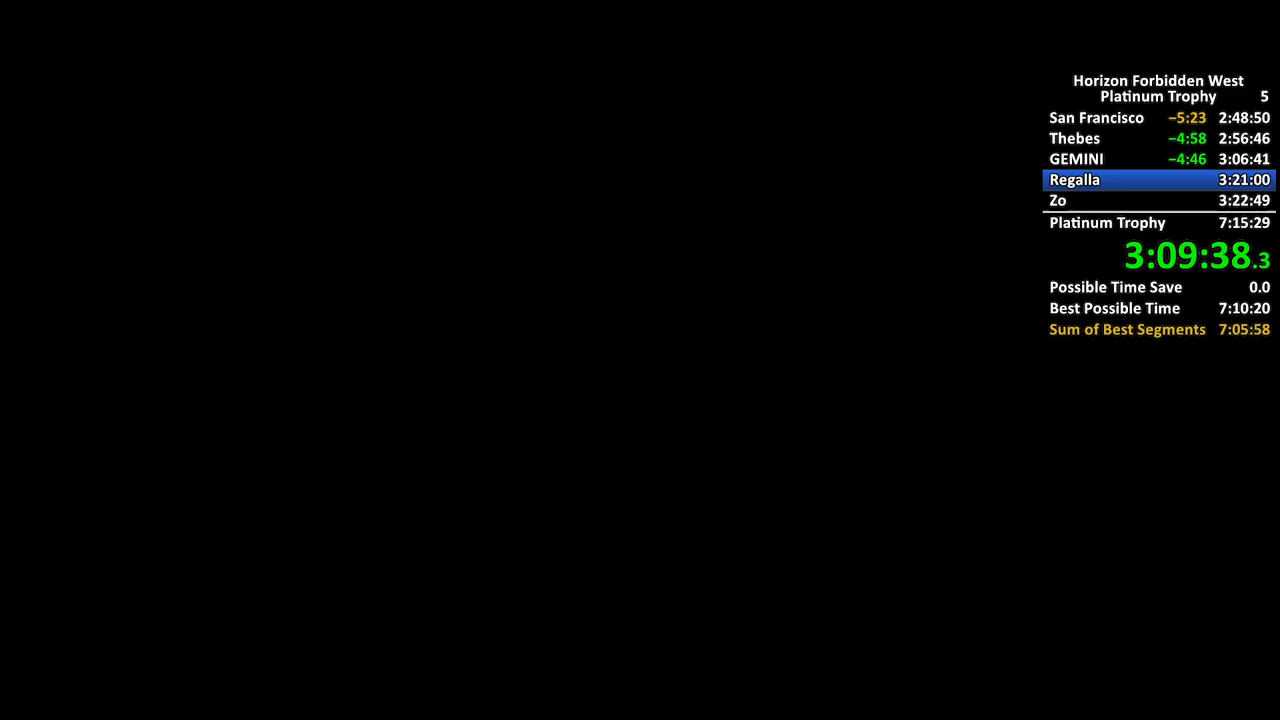 Horizon Forbidden West
Platinum Trophy 5
San Francisco −5:23 2:48:50
Thebes −4:58 2:56:46
GEMINI −4:46 3:06:41
Regalla 3:21:00
Zo 3:22:49
Platinum Trophy 7:15:29
3:09:38.3
Possible Time Save 0.0
Best Possible Time 7:10:20
Sum of Best Segments 7:05:58